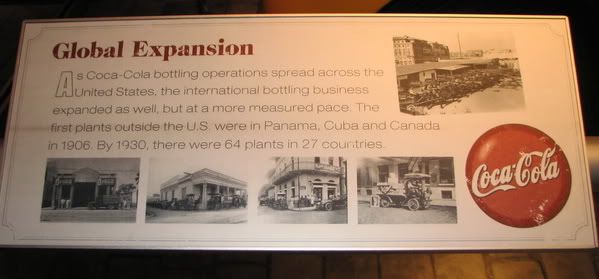 Global Expansion
As Coca-Cola bottling operations spread across the
United States, the international bottling business
expanded as well, but at a more measured pace. The
first plants outside the U.S. were in Panama, Cuba and Canada
in 1906. By 1930, there were 64 plants in 27 countries.
Coca-Cola